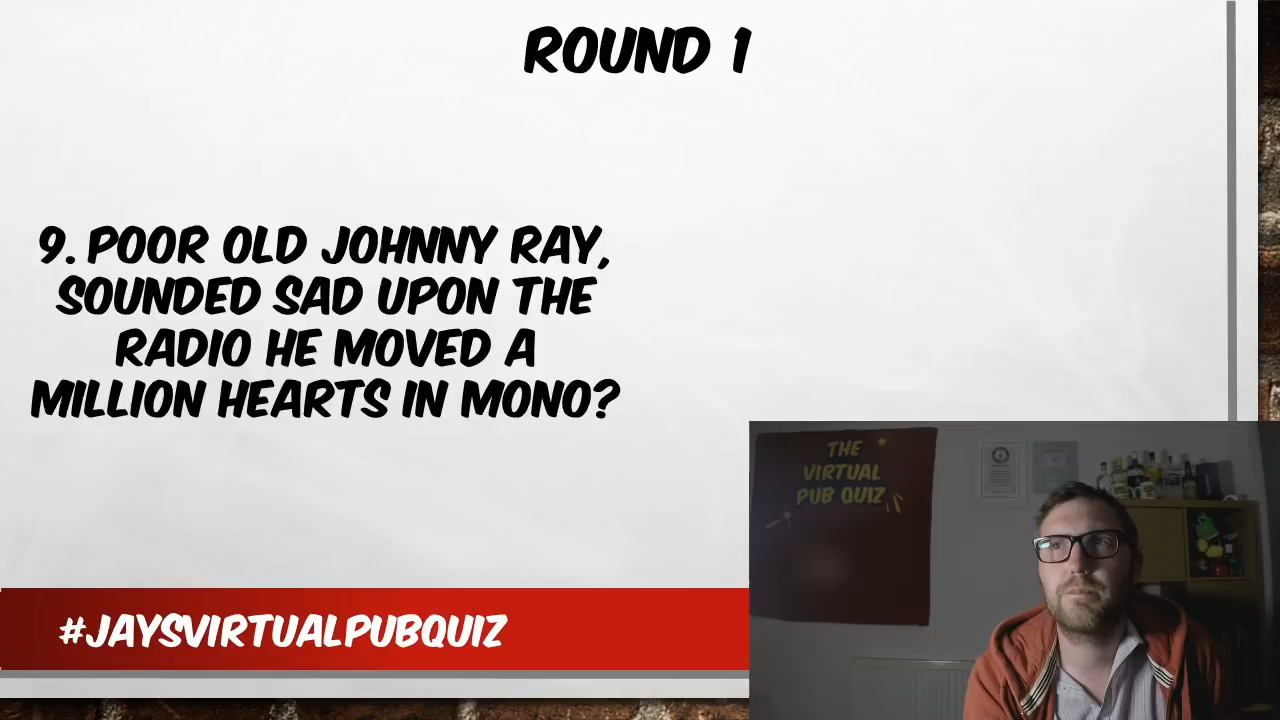 ROUND 1
9. POOR OLD JOHNNY RAY,
SOUNDED SAD UPON THE
RADIO HE MOVED A
MILLION HEARTS IN MONO?
#JAYSVIRTUALPUBQUIZ
THE
VIRTUAL
PUB QUIZ